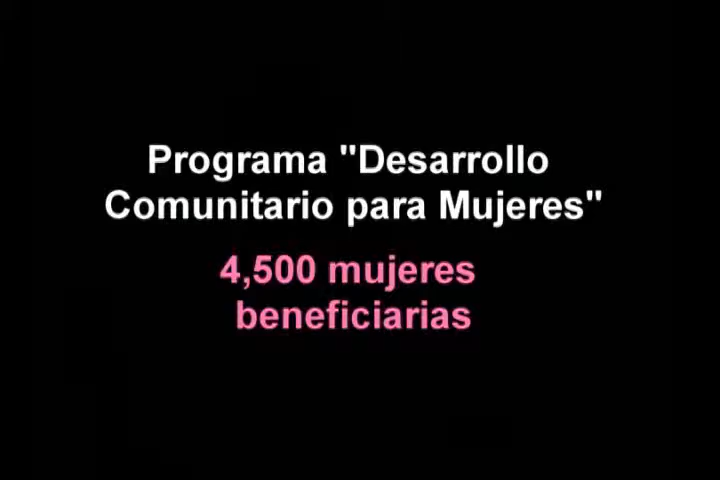 Programa "Desarrollo
Comunitario para Mujeres"
4,500 mujeres
beneficiarias